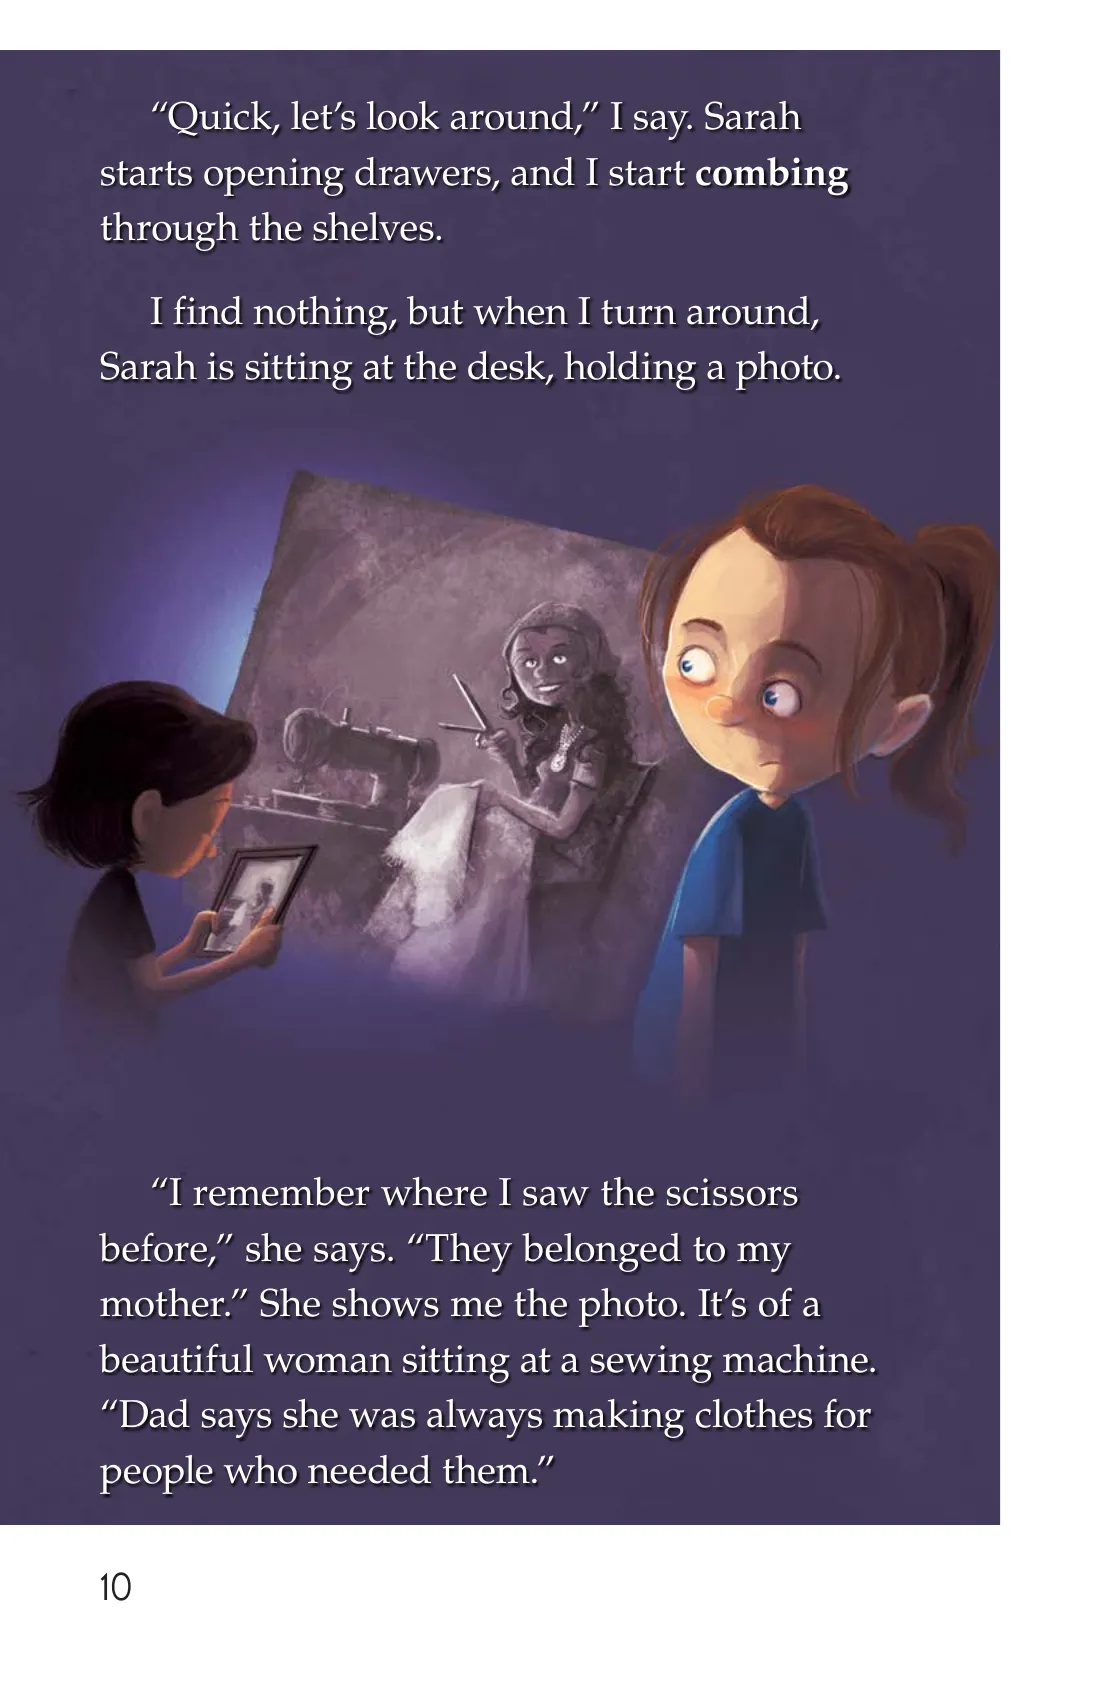 “Quick, let’s look around,” I say. Sarah
starts opening drawers, and I start combing
through the shelves.
I find nothing, but when I turn around,
Sarah is sitting at the desk, holding a photo.
“I remember where I saw the scissors
before,” she says. “They belonged to my
mother.” She shows me the photo. It’s of a
beautiful woman sitting at a sewing machine.
“Dad says she was always making clothes for
people who needed them.”
10